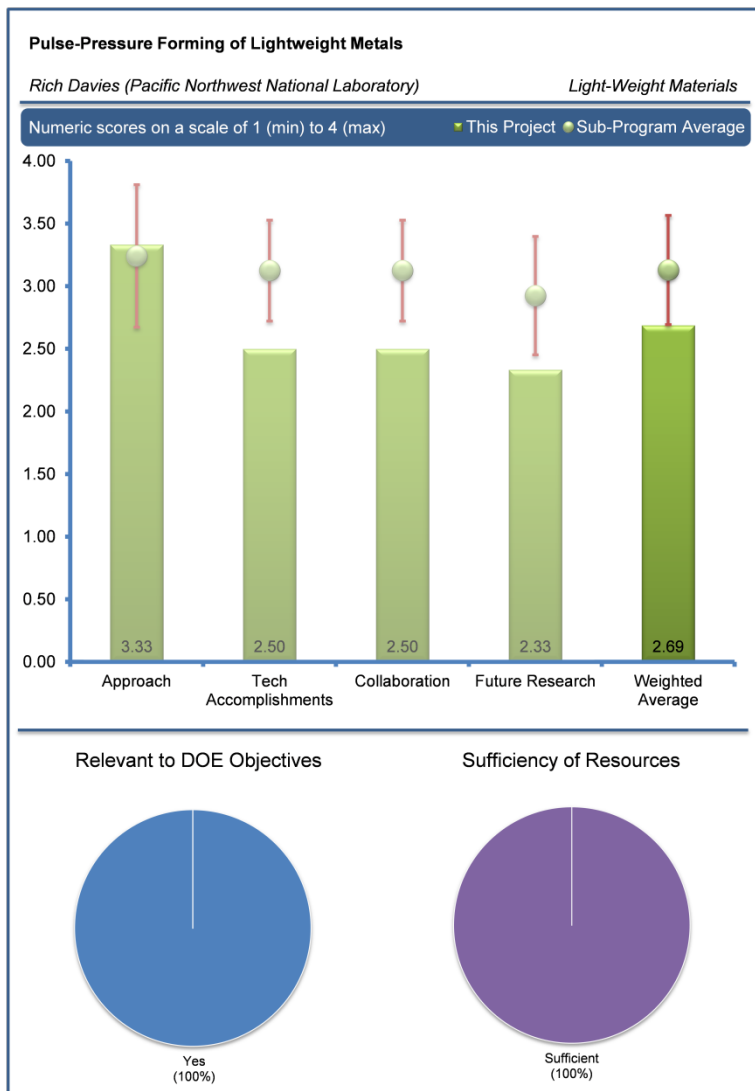 Pulse-Pressure Forming of Lightweight Metals
Rich Davies (Pacific Northwest National Laboratory) Light-Weight Materials
Numeric scores on a scale of 1 (min) to 4 (max) This Project Sub-Program Average
4.00
3.50
3.00
2.50
2.00
1.50
1.00
0.50
0.00
3.33 2.50 2.50 2.33 2.69
Approach Tech Collaboration Future Research Weighted
Accomplishments Average
Relevant to DOE Objectives Sufficiency of Resources
Yes Sufficient
(100%) (100%)